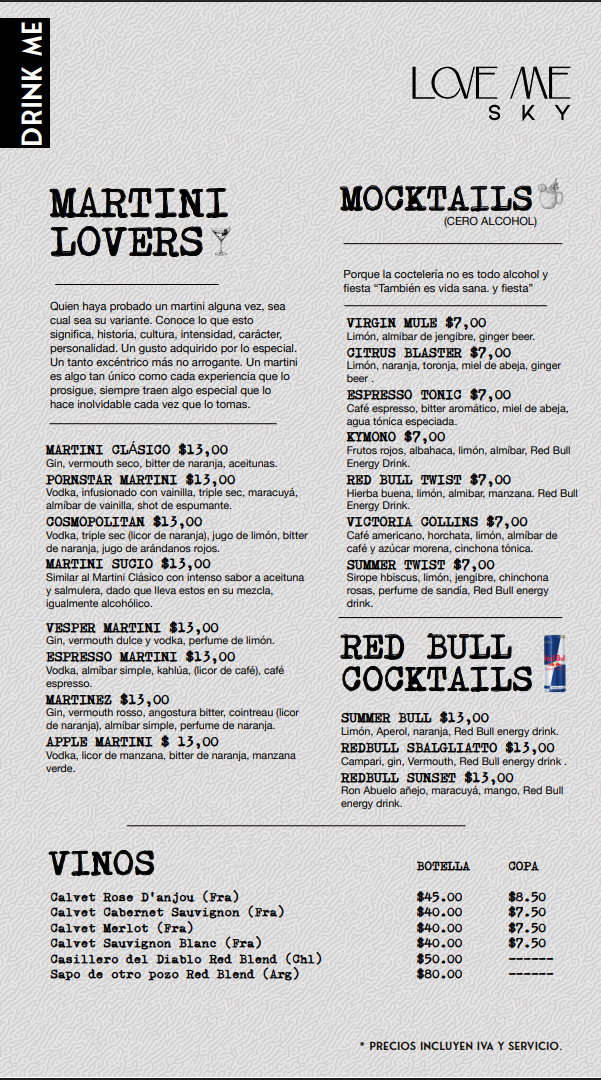 DRINK ME
LOVE ME
SKY
MARTINI
LOVERS
Quien haya probado un martini alguna vez, sea
cual sea su variante. Conoce lo que esto
significa, historia, cultura, intensidad, carácter,
personalidad. Un gusto adquirido por lo especial.
Un tanto excéntrico más no arrogante. Un martini
es algo tan único como cada experiencia que lo
prosigue, siempre traen algo especial que lo
hace inolvidable cada vez que lo tomas.
MARTINI CLÁSICO $13,00
Gin, vermouth seco, bitter de naranja, aceitunas.
PORNSTAR MARTINI $13,00
Vodka, infusionado con vainilla, triple sec, maracuyá,
almíbar de vainilla, shot de espumante.
COSMOPOLITAN $13,00
Vodka, triple sec (licor de naranja), jugo de limón, bitter
de naranja, jugo de arándanos rojos.
MARTINI SUCIO $13,00
Similar al Martini Clásico con intenso sabor a aceituna
y salmulera, dado que lleva estos en su mezcla,
igualmente alcohólico.
VESPER MARTINI $13,00
Gin, vermouth dulce y vodka, perfume de limón.
ESPRESSO MARTINI $13,00
Vodka, almíbar simple, kahlúa, (licor de café), café
espresso.
MARTINEZ $13,00
Gin, vermouth rosso, angostura bitter, cointreau (licor
de naranja), almíbar simple, perfume de naranja.
APPLE MARTINI $ 13,00
Vodka, licor de manzana, bitter de naranja, manzana
verde.
MOCKTAILS
(CERO ALCOHOL)
Porque la coctelería no es todo alcohol y
fiesta “También es vida sana. y fiesta”
VIRGIN MULE $7,00
Limón, almibar de jengibre, ginger beer.
CITRUS BLASTER $7,00
Limón, naranja, toronja, miel de abeja, ginger
beer .
ESPRESSO TONIC $7,00
Café espresso, bitter aromático, miel de abeja,
agua tónica especiada.
KYMONO $7,00
Frutos rojos, albahaca, limón, almíbar, Red Bull
Energy Drink.
RED BULL TWIST $7,00
Hierba buena, limón, almibar, manzana. Red Bull
Energy Drink.
VICTORIA COLLINS $7,00
Café americano, horchata, limón, almíbar de
café y azúcar morena, cinchona tónica.
SUMMER TWIST $7,00
Sirope hbiscus, limón, jengibre, chinchona
rosas, perfume de sandía, Red Bull energy
drink.
RED BULL
COCKTAILS
SUMMER BULL $13,00
Limón, Aperol, naranja, Red Bull energy drink.
REDBULL SBALGLIATTO $13,00
Campari, gin, Vermouth, Red Bull energy drink .
REDBULL SUNSET $13,00
Ron Abuelo añejo, maracuyá, mango, Red Bull
energy drink.
VINOS BOTELLA COPA
Calvet Rose D'anjou (Fra) $45.00 $8.50
Calvet Cabernet Sauvignon (Fra) $40.00 $7.50
Calvet Merlot (Fra) $40.00 $7.50
Calvet Sauvignon Blanc (Fra) $40.00 $7.50
Casillero del Diablo Red Blend (Chl) $50.00 ------
Sapo de otro pozo Red Blend (Arg) $80.00 ------
* PRECIOS INCLUYEN IVA Y SERVICIO.